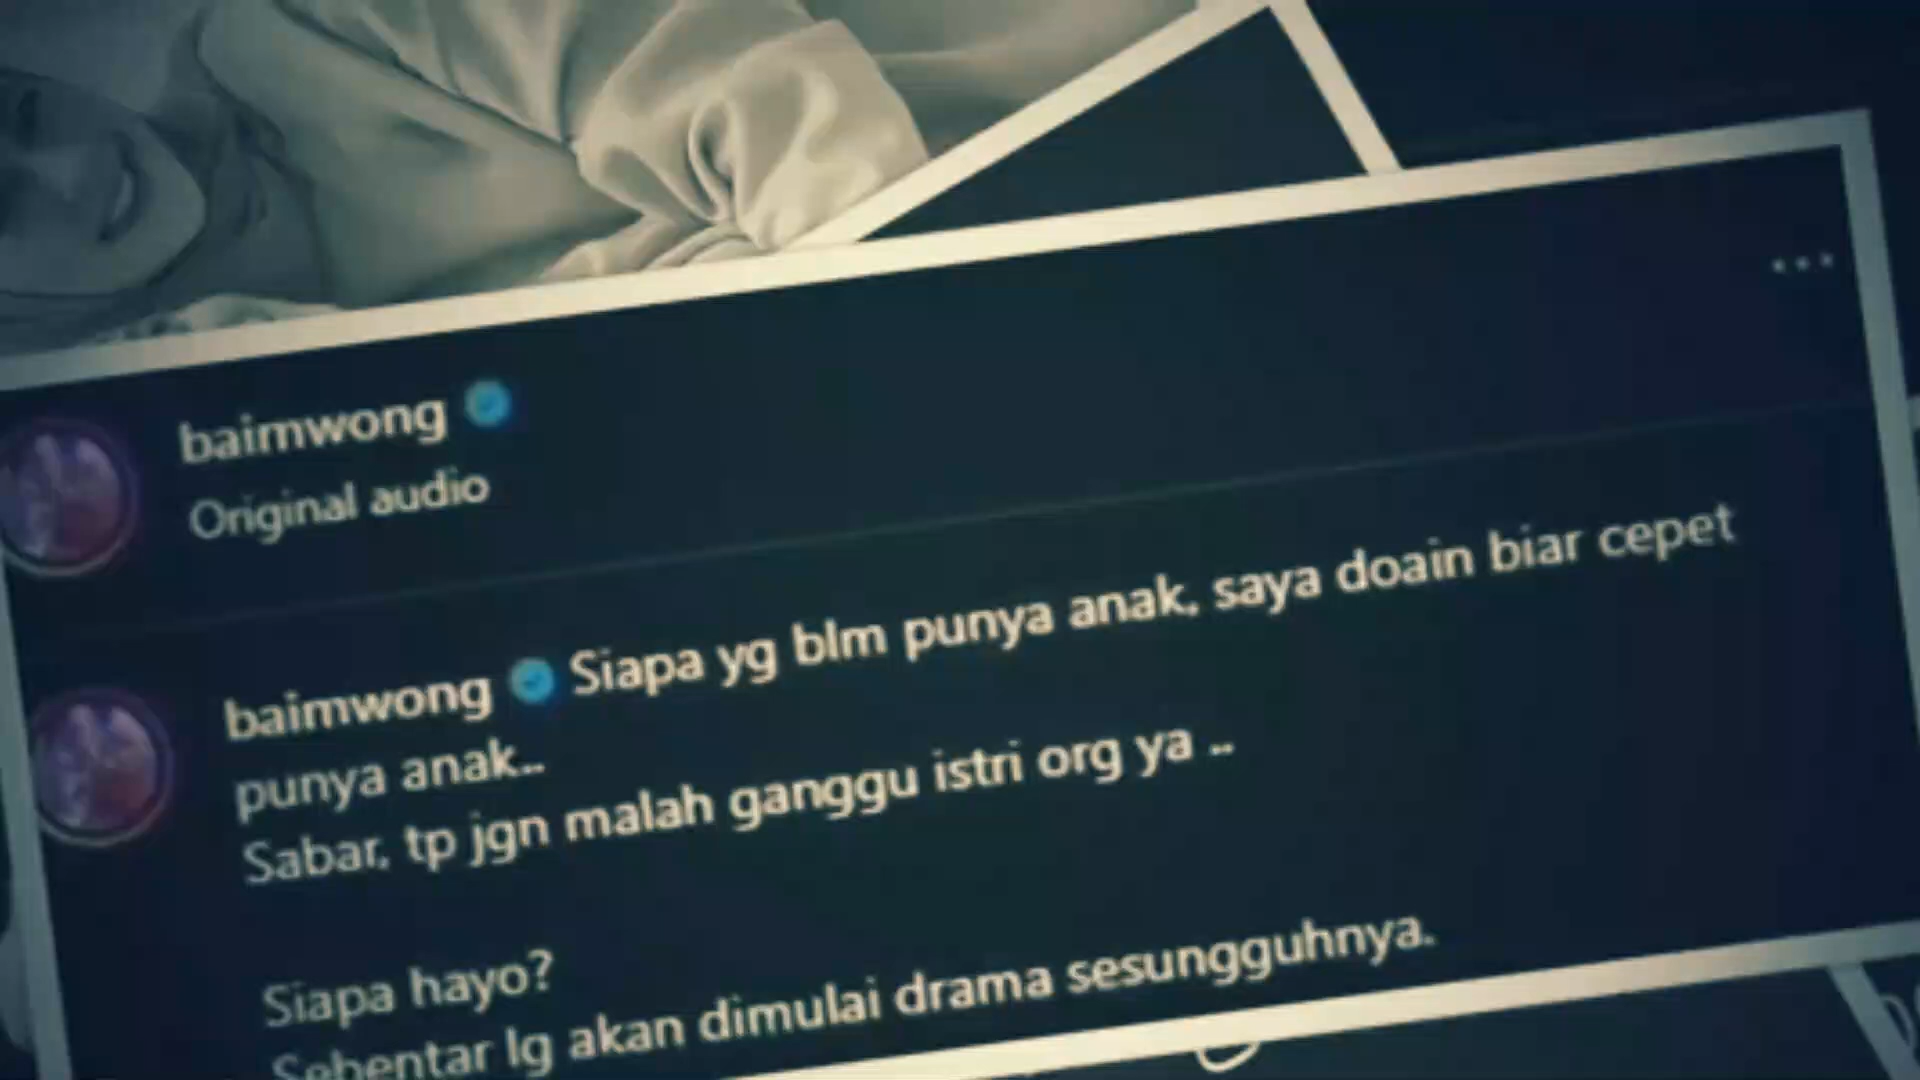 baimwong
Original audio
baimwong Siapa yg blm punya anak, saya doain biar cepet
punya anak..
Sabar, tp jgn malah ganggu istri org ya ..
Siapa hayo?
Sebentar lg akan dimulai drama sesungguhnya.